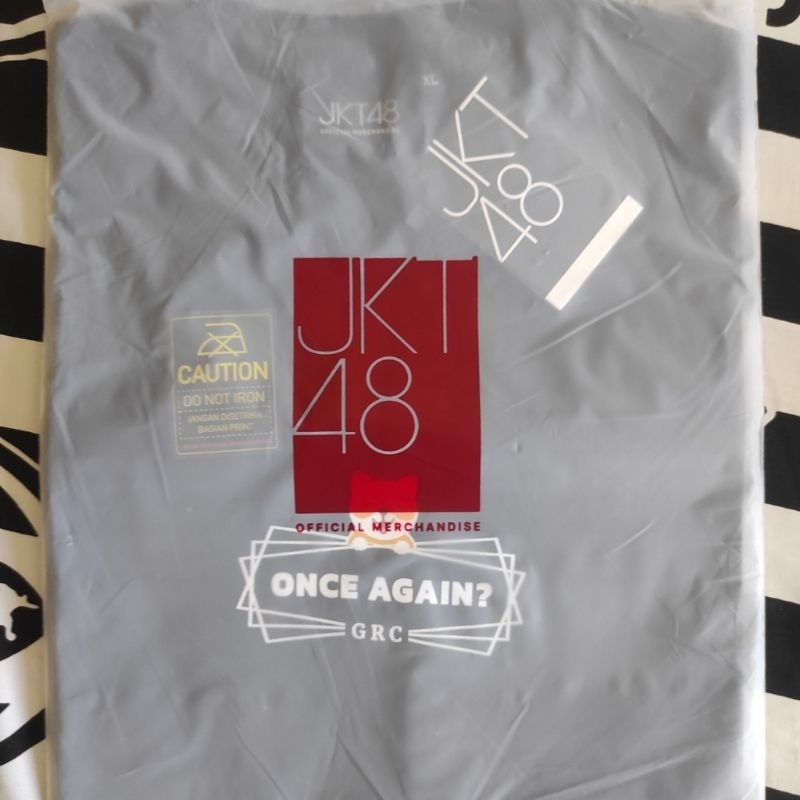 JKT48
OFFICIAL MERCHANDISE
XL
JKT
48
JKT
48
OFFICIAL MERCHANDISE
CAUTION
DO NOT IRON
JANGAN DISETRIKA
BAGIAN PRINT
ONCE AGAIN?
GRC